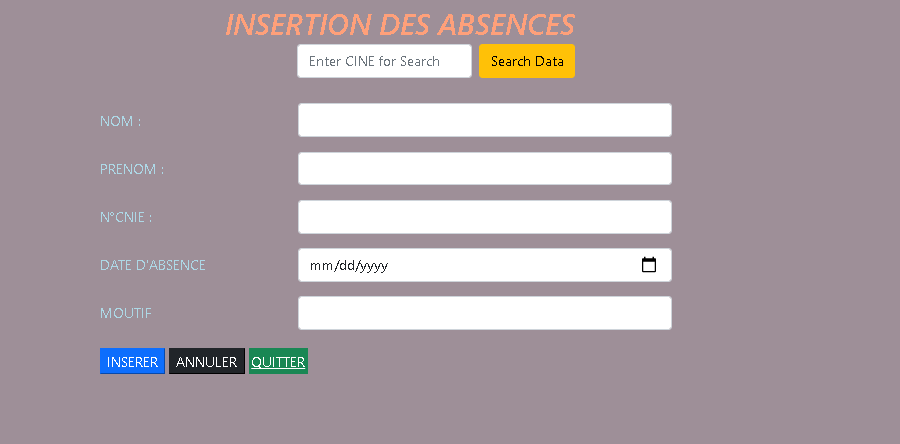 INSERTION DES ABSENCES
Enter CINE for Search Search Data
NOM :
PRENOM :
N°CNIE :
DATE D'ABSENCE mm/dd/yyyy
MOUTIF
INSERER ANNULER QUITTER